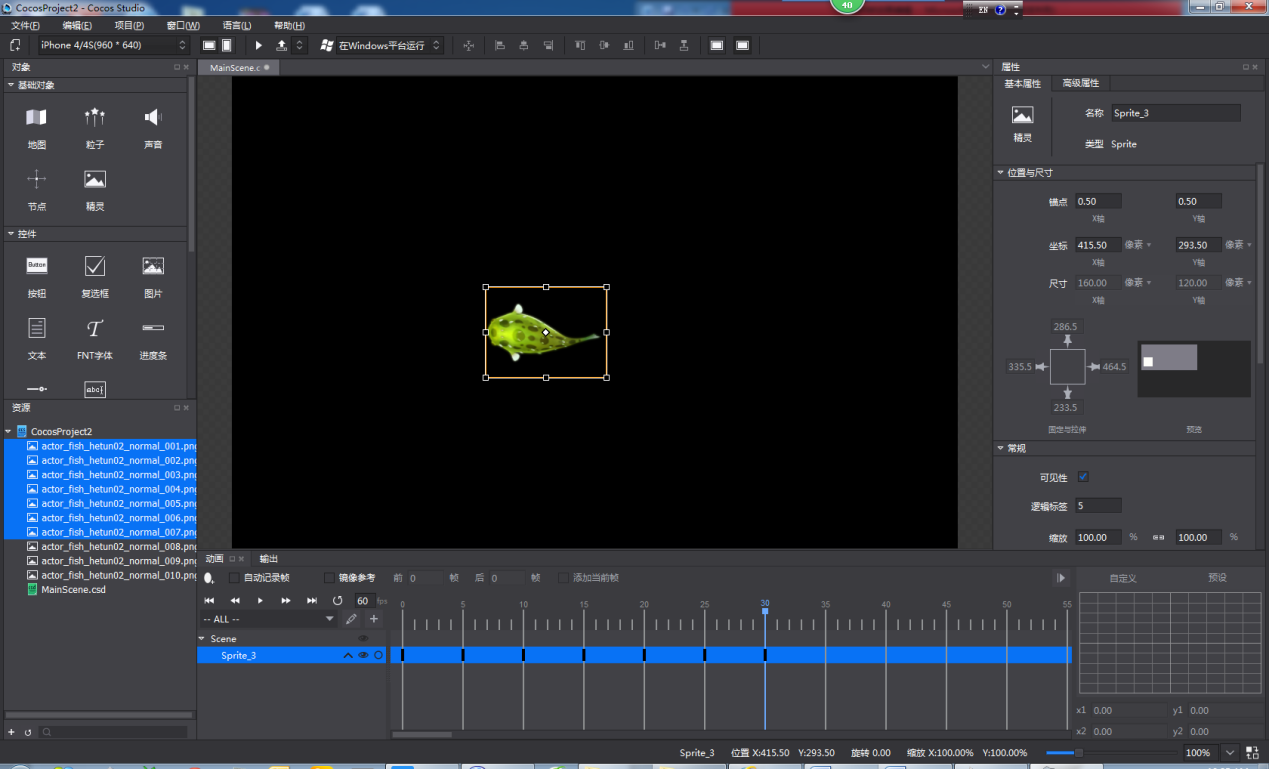 CocosProject2 - Cocos Studio
40
EN
文件(F) 编辑(E) 项目(P) 窗口(W) 语言(L) 帮助(H)
iPhone 4/4S(960 * 640) 在Windows平台运行
对象
基础对象
地图 粒子 声音
节点 精灵
控件
Button
按钮 复选框 图片
文本 FNT字体 进度条
abc
资源
CocosProject2
actor_fish_hetun02_normal_001.png
actor_fish_hetun02_normal_002.png
actor_fish_hetun02_normal_003.png
actor_fish_hetun02_normal_004.png
actor_fish_hetun02_normal_005.png
actor_fish_hetun02_normal_006.png
actor_fish_hetun02_normal_007.png
actor_fish_hetun02_normal_008.png
actor_fish_hetun02_normal_009.png
actor_fish_hetun02_normal_010.png
MainScene.csd
MainScene.c
属性
基本属性 高级属性
名称 Sprite_3
精灵
类型 Sprite
位置与尺寸
锚点 0.50 0.50
X轴 Y轴
坐标 415.50 像素 293.50 像素
X轴 Y轴
尺寸 160.00 像素 120.00 像素
X轴 Y轴
286.5
335.5 464.5
233.5
固定与拉伸 预览
常规
可见性
逻辑标签 5
缩放 100.00 % 100.00 %
动画 输出
自动记录帧 镜像参考 前 0 帧 后 0 帧 添加当前帧
60 fps 0 5 10 15 20 25 30 35 40 45 50 55
-- ALL --
Scene
Sprite_3
自定义 预设
x1 0.00 y1 0.00
x2 0.00 y2 0.00
Sprite_3 位置 X:415.50 Y:293.50 旋转 0.00 缩放 X:100.00% Y:100.00% 100%